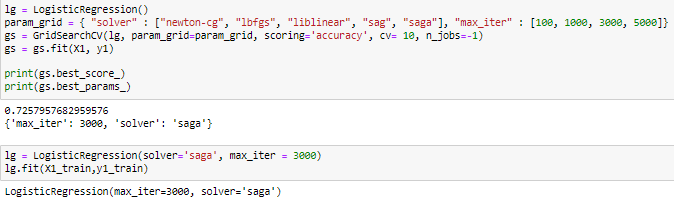 lg = LogisticRegression()
param_grid = { "solver" : ["newton-cg", "lbfgs", "liblinear", "sag", "saga"], "max_iter" : [100, 1000, 3000, 5000]}
gs = GridSearchCV(lg, param_grid=param_grid, scoring='accuracy', cv= 10, n_jobs=-1)
gs = gs.fit(X1, y1)
print(gs.best_score_)
print(gs.best_params_)
0.7257957682959576
{'max_iter': 3000, 'solver': 'saga'}
lg = LogisticRegression(solver='saga', max_iter = 3000)
lg.fit(X1_train,y1_train)
LogisticRegression(max_iter=3000, solver='saga')